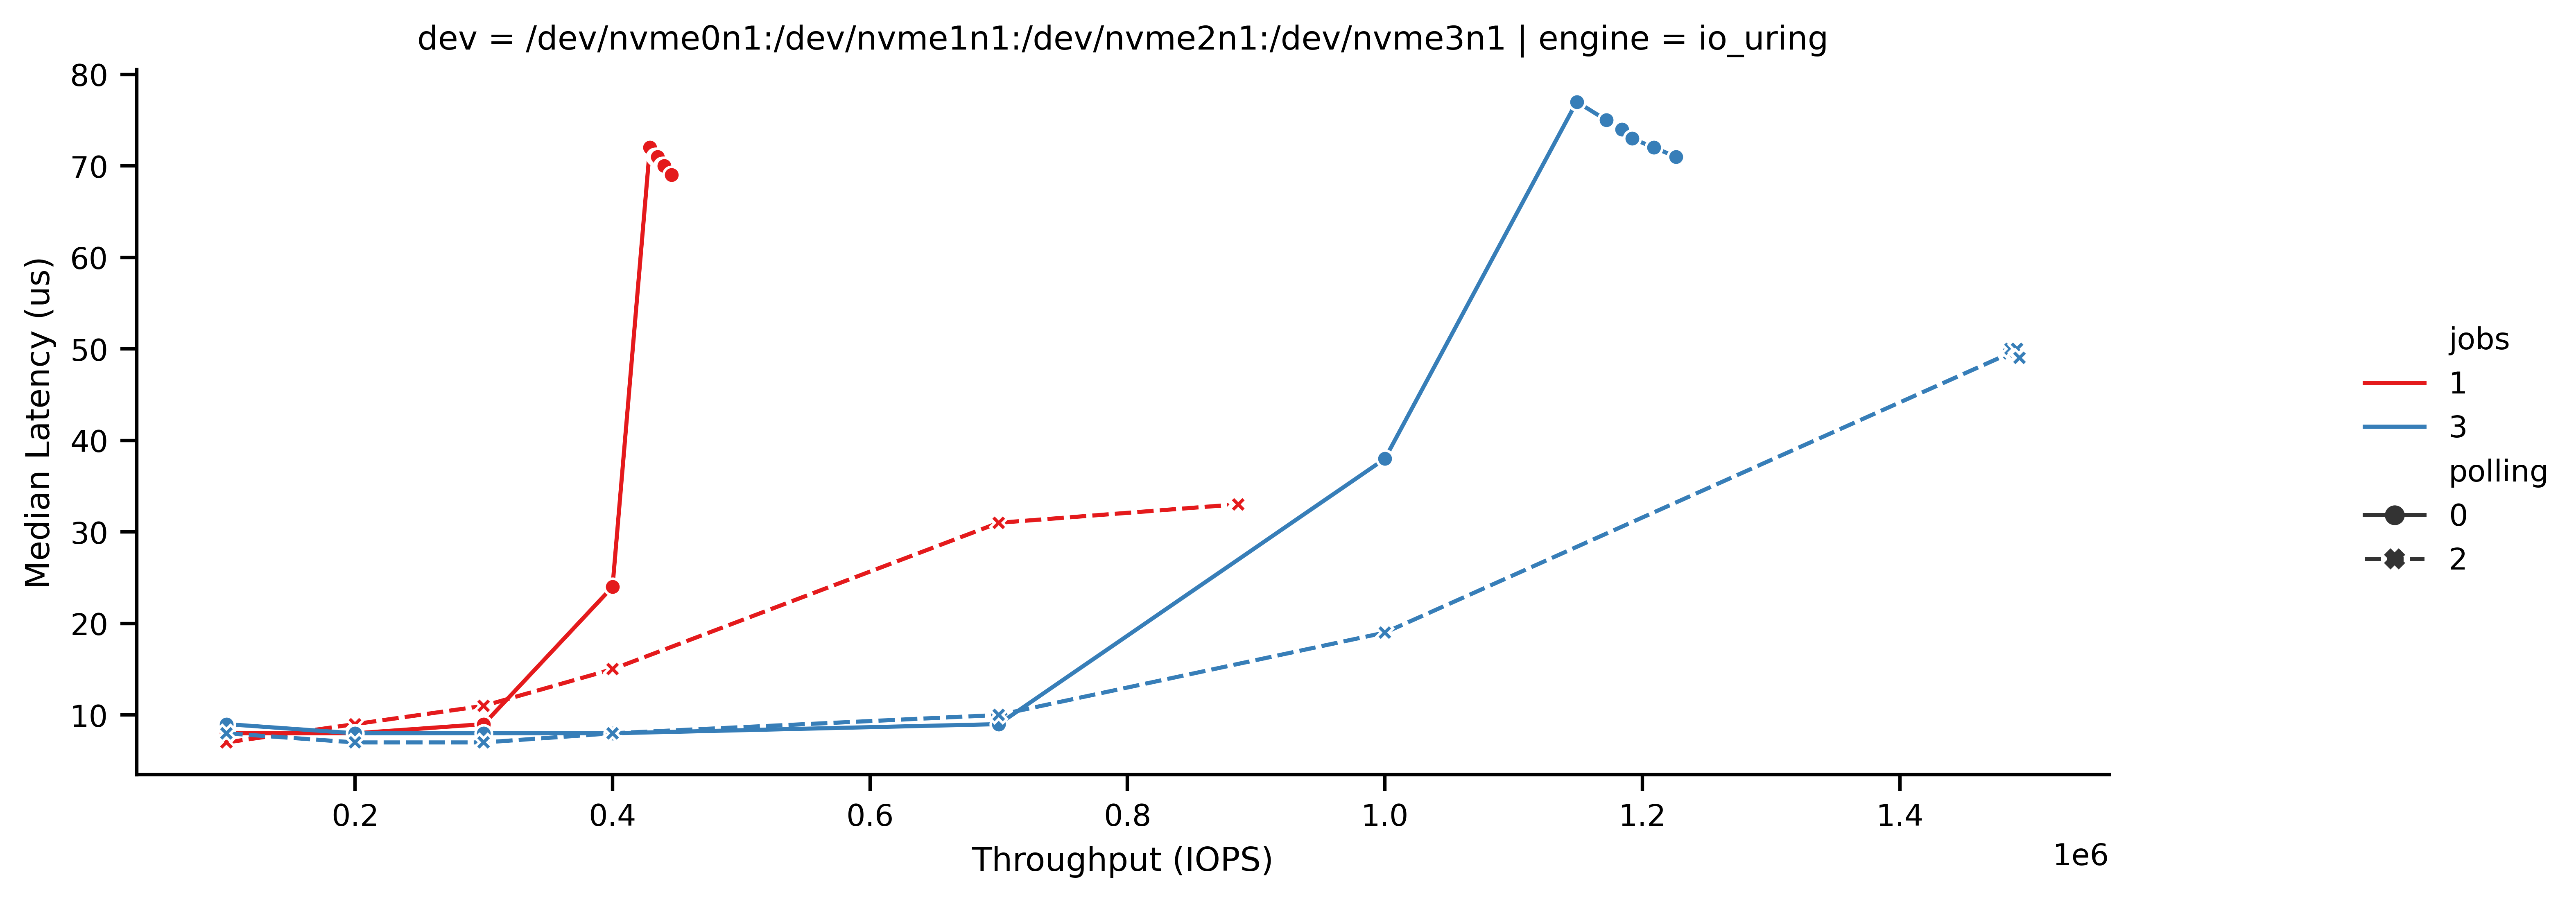 dev = /dev/nvme0n1:/dev/nvme1n1:/dev/nvme2n1:/dev/nvme3n1 | engine = io_uring
80
70
60
50
40
30
20
10
Median Latency (us)
0.2 0.4 0.6 0.8 1.0 1.2 1.4
1e6
Throughput (IOPS)
jobs
1
3
polling
0
2